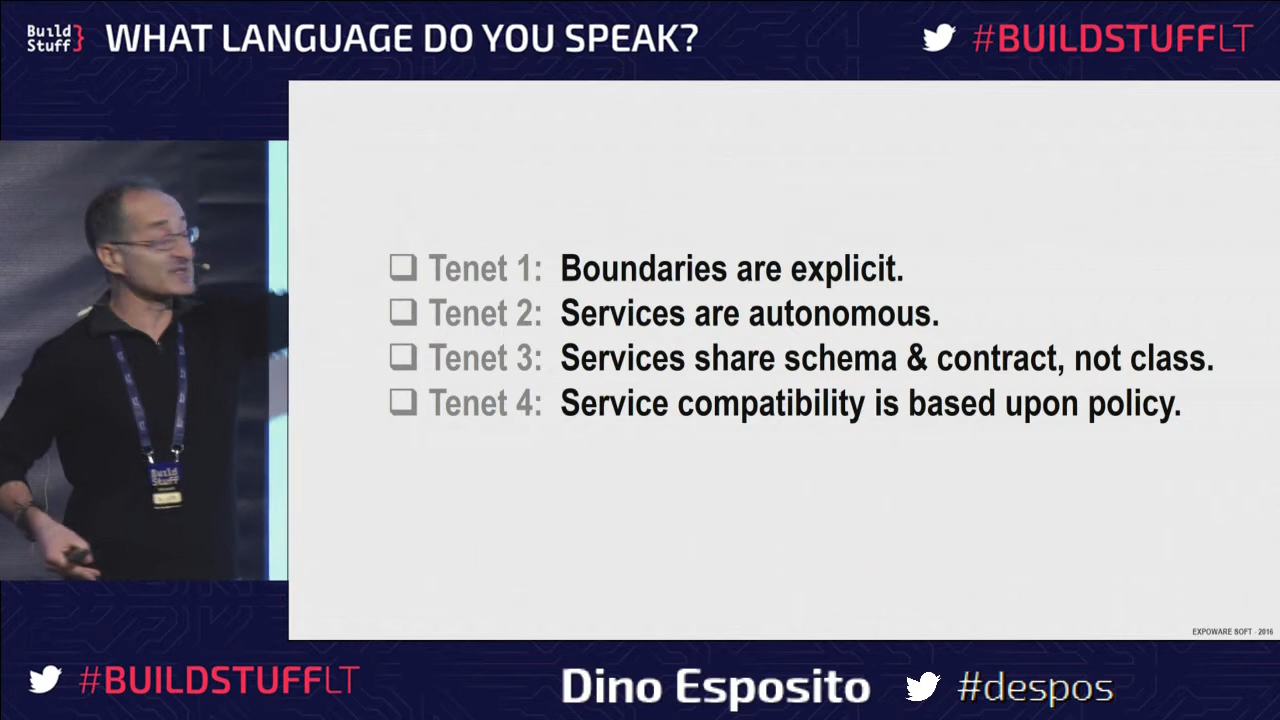 Build
Stuff}
WHAT LANGUAGE DO YOU SPEAK?
#BUILDSTUFFLT
Tenet 1: Boundaries are explicit.
Tenet 2: Services are autonomous.
Tenet 3: Services share schema & contract, not class.
Tenet 4: Service compatibility is based upon policy.
Build
Stuff
EXPOWARE SOFT - 2016
#BUILDSTUFFLT
Dino Esposito
#despos